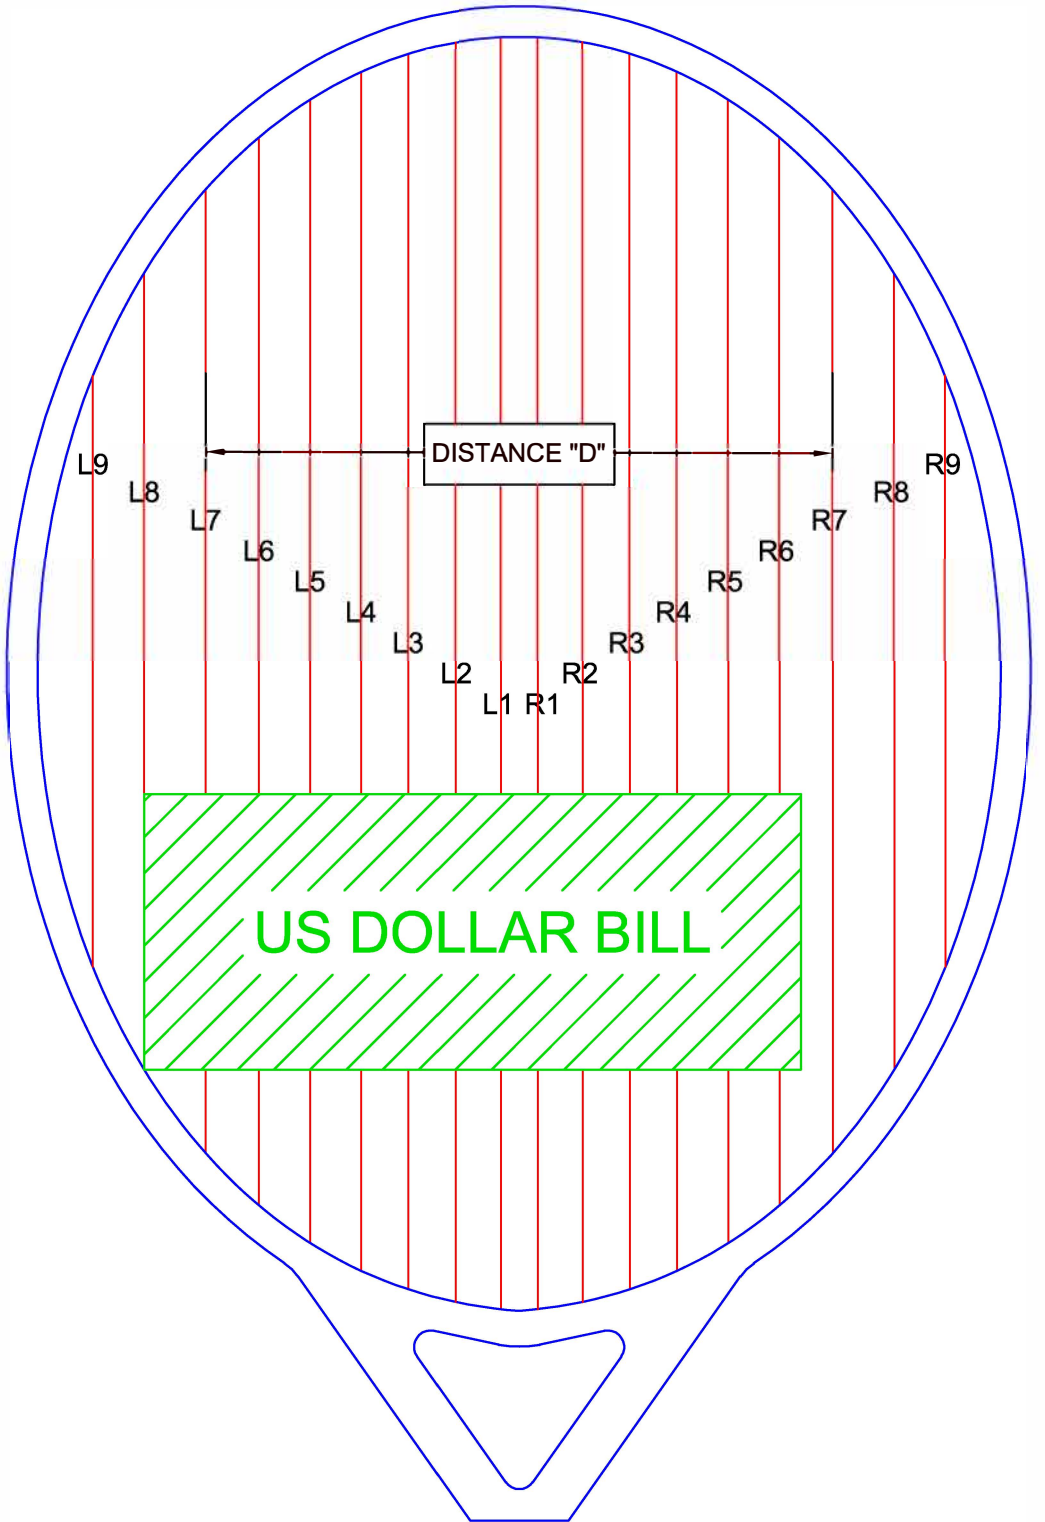 DISTANCE "D"
L9 R9
L8 R8
L7 R7
L6 R6
L5 R5
L4 R4
L3 R3
L2 R2
L1 R1
US DOLLAR BILL